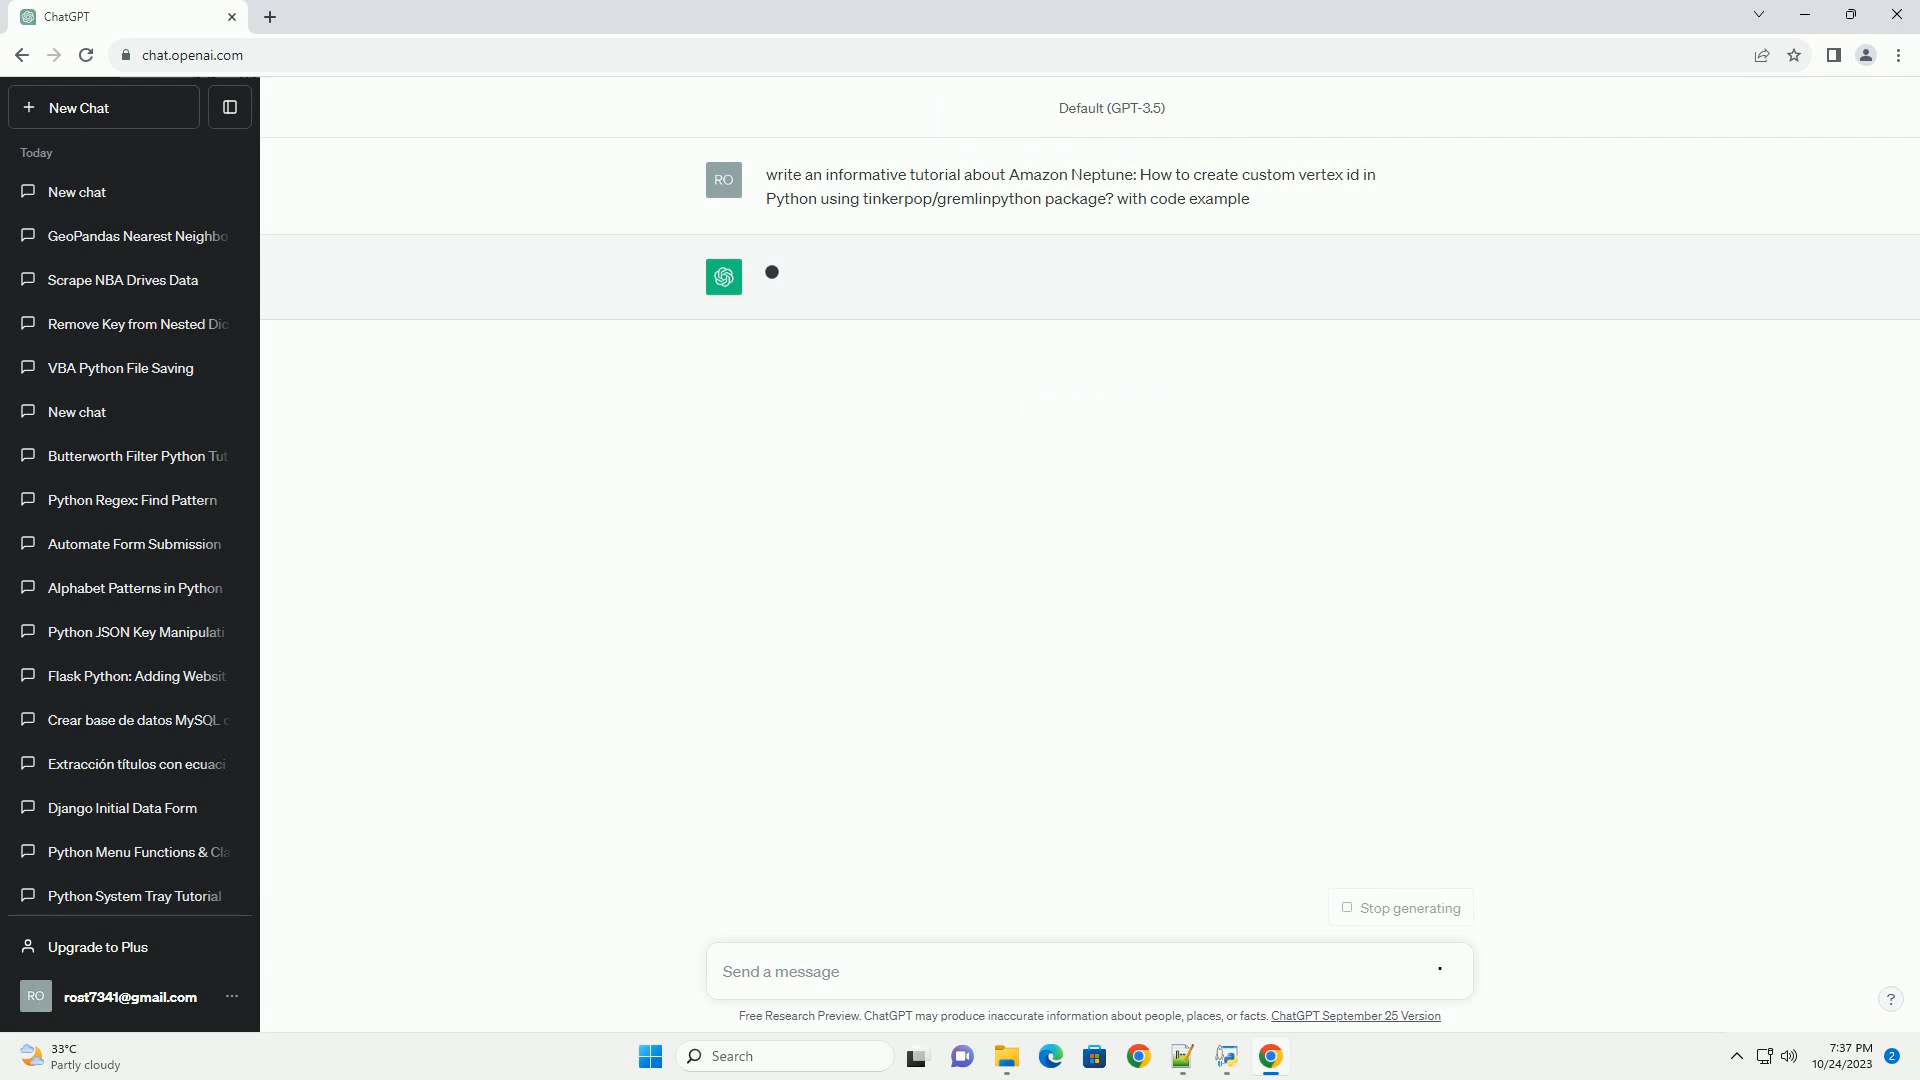 ChatGPT
chat.openai.com
New Chat
Default (GPT-3.5)
Today
New chat
GeoPandas Nearest Neighbo
Scrape NBA Drives Data
Remove Key from Nested Dic
VBA Python File Saving
New chat
Butterworth Filter Python Tut
Python Regex: Find Pattern
Automate Form Submission
Alphabet Patterns in Python
Python JSON Key Manipulati
Flask Python: Adding Websit
Crear base de datos MySQL c
Extracción títulos con ecuaci
Django Initial Data Form
Python Menu Functions & Cla
Python System Tray Tutorial
Upgrade to Plus
RO
rost7341@gmail.com
RO
write an informative tutorial about Amazon Neptune: How to create custom vertex id in
Python using tinkerpop/gremlinpython package? with code example
Stop generating
Send a message
Free Research Preview. ChatGPT may produce inaccurate information about people, places, or facts. ChatGPT September 25 Version
?
33°C
Partly cloudy
Search
7:37 PM
10/24/2023
2